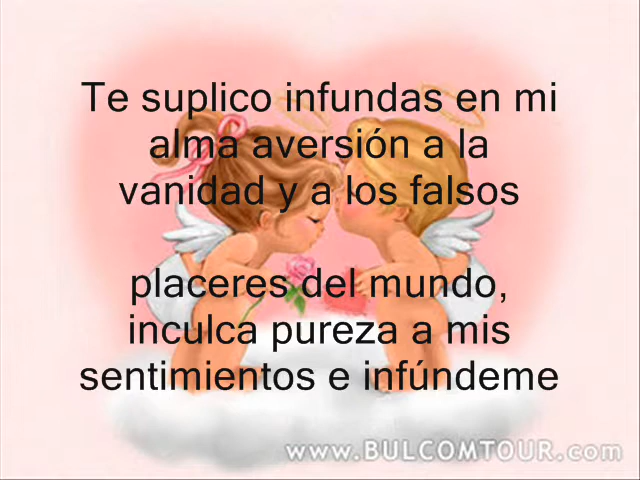 Te suplico infundas en mi
alma aversión a la
vanidad y a los falsos
placeres del mundo,
inculca pureza a mis
sentimientos e infúndeme
www.BULCOMTOUR.com